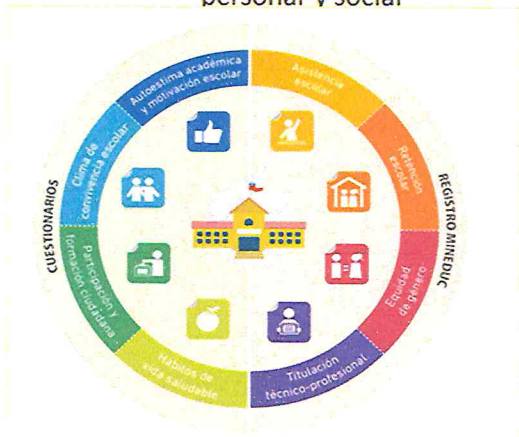 personal y social
Autoestima académica
y motivación escolar
Asistencia
escolar
Clima de
convivencia escolar
Retención
escolar
CUESTIONARIOS
REGISTRO MINEDUC
Participación y
formación ciudadana
Equidad
de género
Hábitos de
vida saludable
Titulación
técnico-profesional